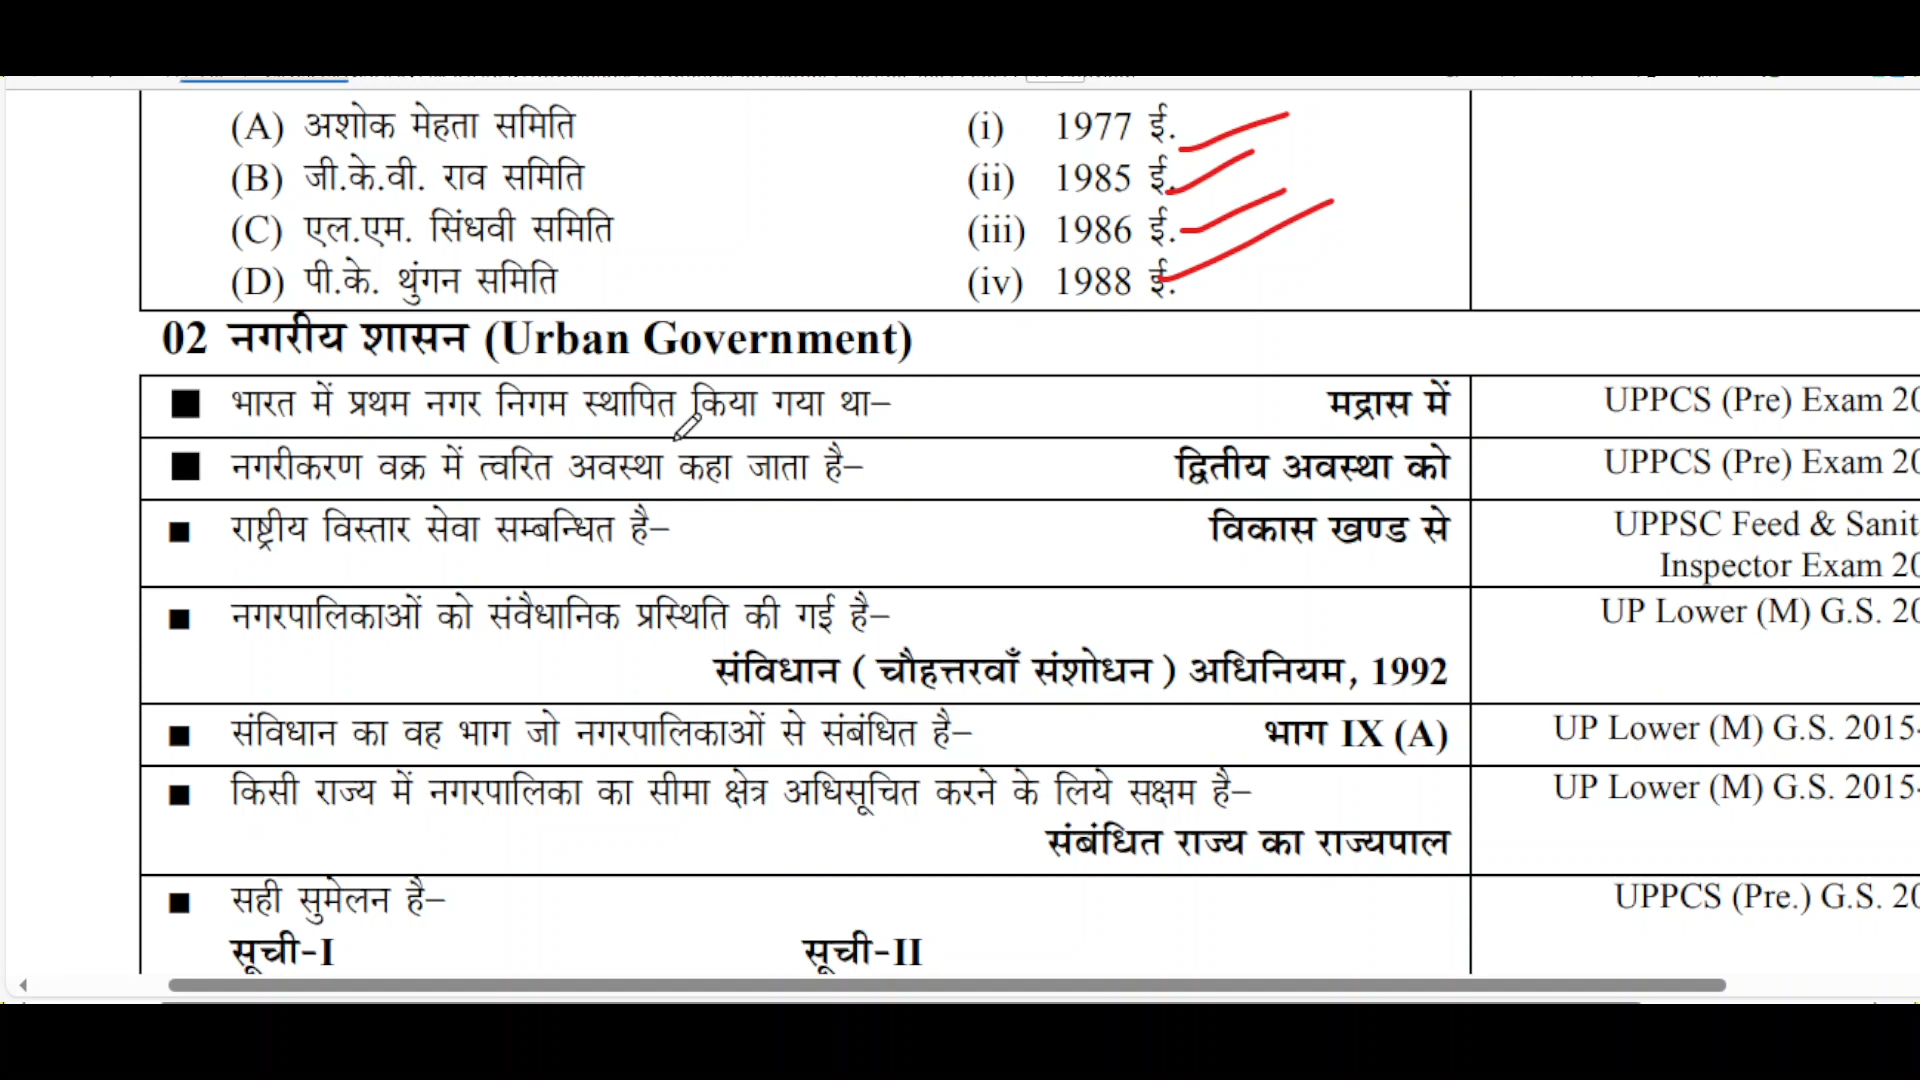 (A) अशोक मेहता समिति (i) 1977 ई.
(B) जी.के.वी. राव समिति (ii) 1985 ई.
(C) एल.एम. सिंधवी समिति (iii) 1986 ई.
(D) पी.के. थुंगन समिति (iv) 1988 ई.
02 नगरीय शासन (Urban Government)
■ भारत में प्रथम नगर निगम स्थापित किया गया था– मद्रास में UPPCS (Pre) Exam
■ नगरीकरण वक्र में त्वरित अवस्था कहा जाता है– द्वितीय अवस्था को UPPCS (Pre) Exam
■ राष्ट्रीय विस्तार सेवा सम्बन्धित है– विकास खण्ड से UPPSC Feed &
Inspector Exam
■ नगरपालिकाओं को संवैधानिक प्रस्थिति की गई है– UP Lower (M) G.S.
संविधान ( चौहत्तरवाँ संशोधन ) अधिनियम, 1992
■ संविधान का वह भाग जो नगरपालिकाओं से संबंधित है– भाग IX (A) UP Lower (M) G.S. 2015-
■ किसी राज्य में नगरपालिका का सीमा क्षेत्र अधिसूचित करने के लिये सक्षम है– UP Lower (M) G.S. 2015-
संबंधित राज्य का राज्यपाल
■ सही सुमेलन है– UPPCS (Pre.) G.S.
सूची-I सूची-II